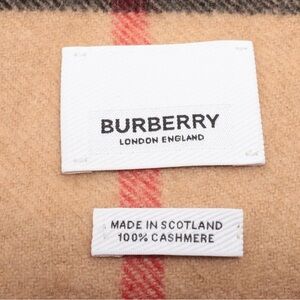 BURBERRY
LONDON ENGLAND
MADE IN SCOTLAND
100% CASHMERE